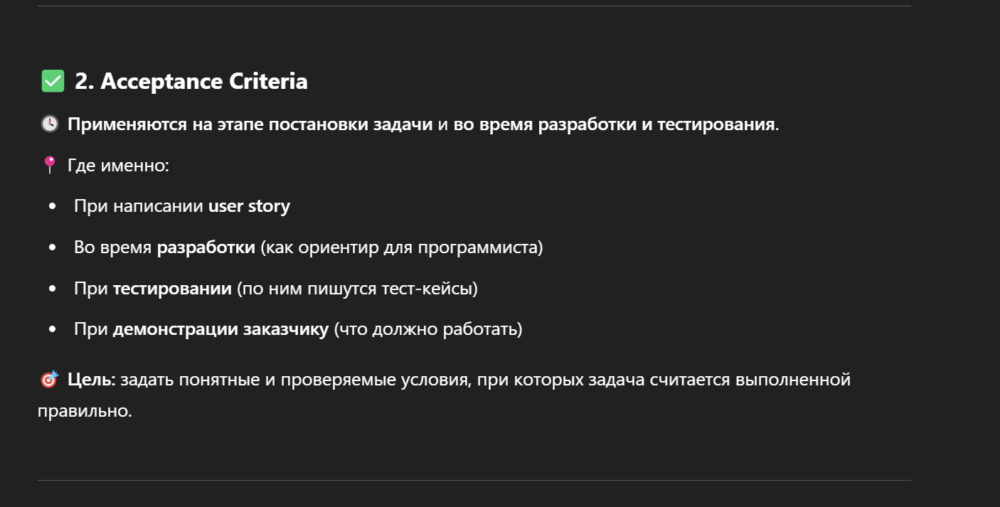 ✅ 2. Acceptance Criteria
🕒 Применяются на этапе постановки задачи и во время разработки и тестирования.
📍 Где именно:
• При написании user story
• Во время разработки (как ориентир для программиста)
• При тестировании (по ним пишутся тест-кейсы)
• При демонстрации заказчику (что должно работать)
🎯 Цель: задать понятные и проверяемые условия, при которых задача считается выполненной
правильно.